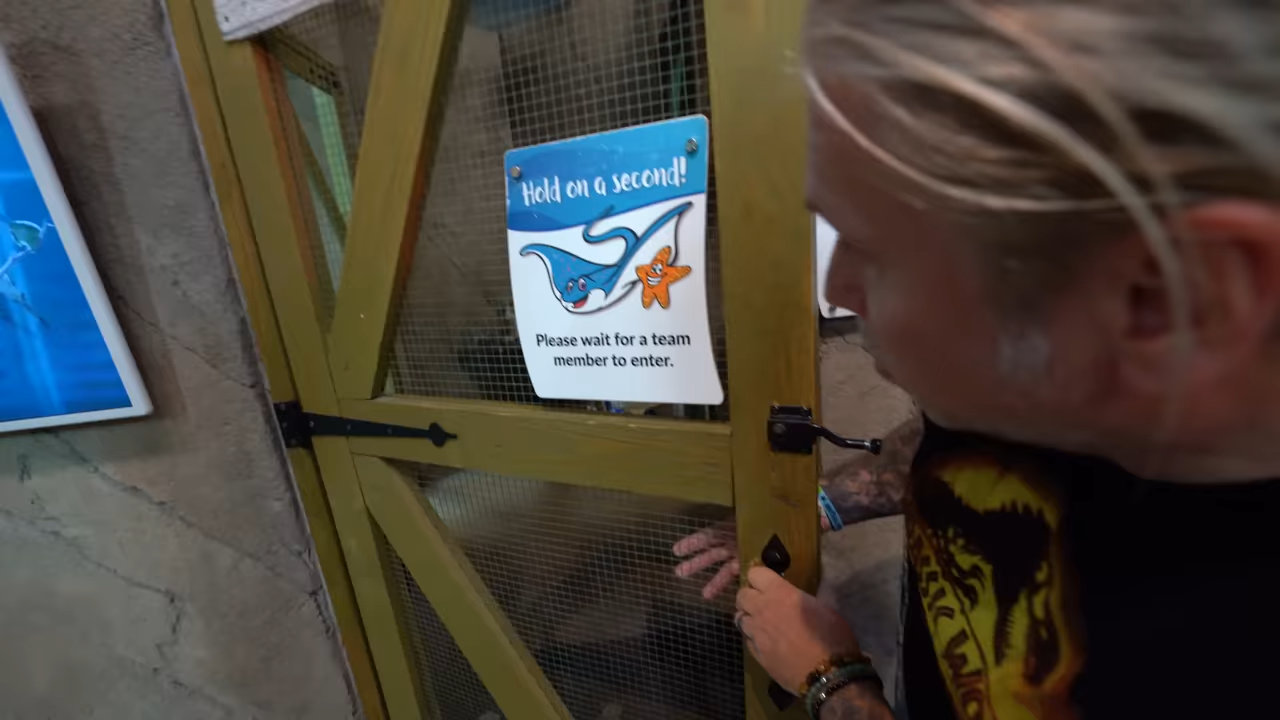 Hold on a second!
Please wait for a team
member to enter.